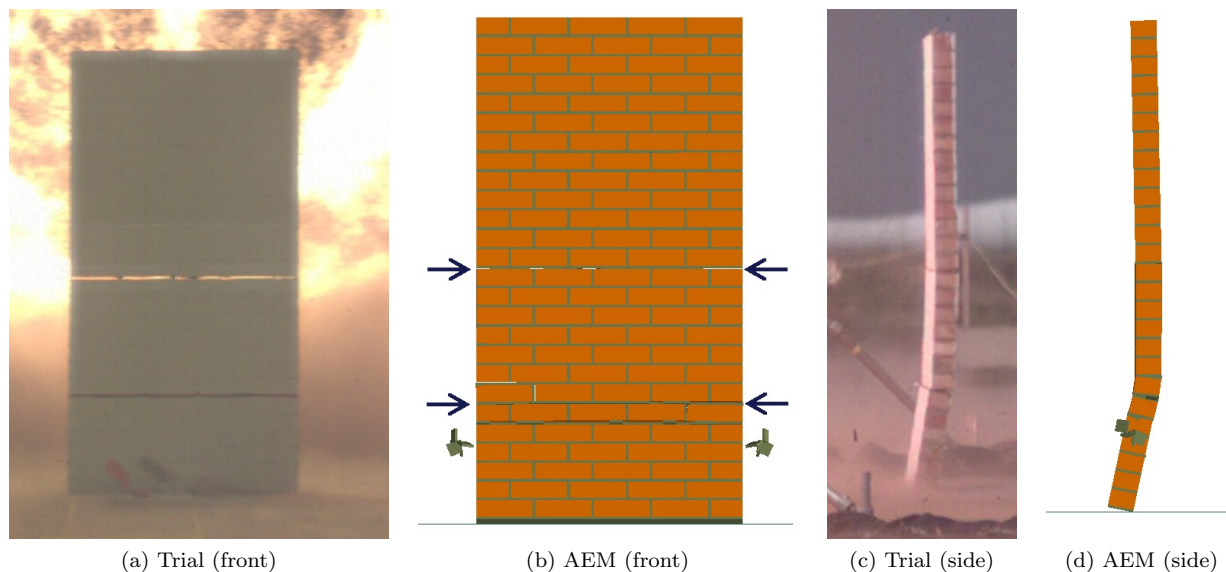 (a) Trial (front)
(b) AEM (front)
(c) Trial (side)
(d) AEM (side)